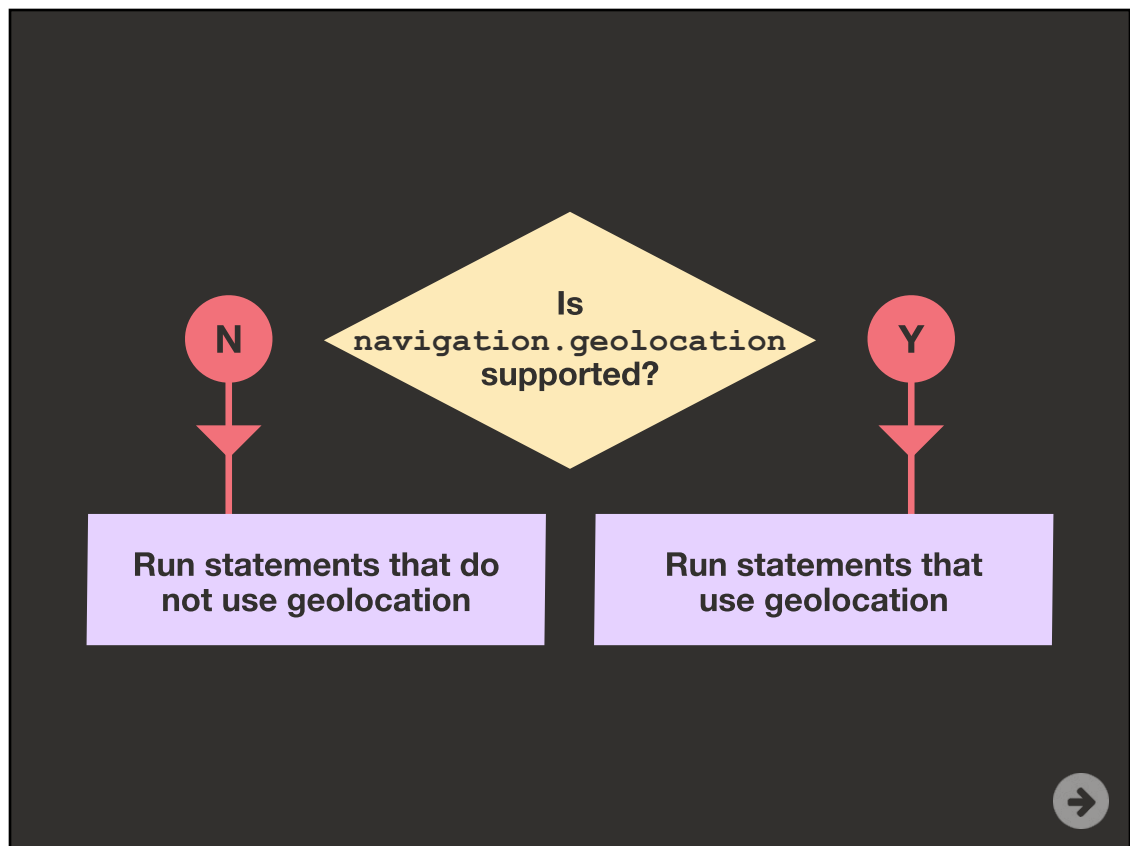 Is
navigation.geolocation
supported?
N
Y
Run statements that do
not use geolocation
Run statements that
use geolocation